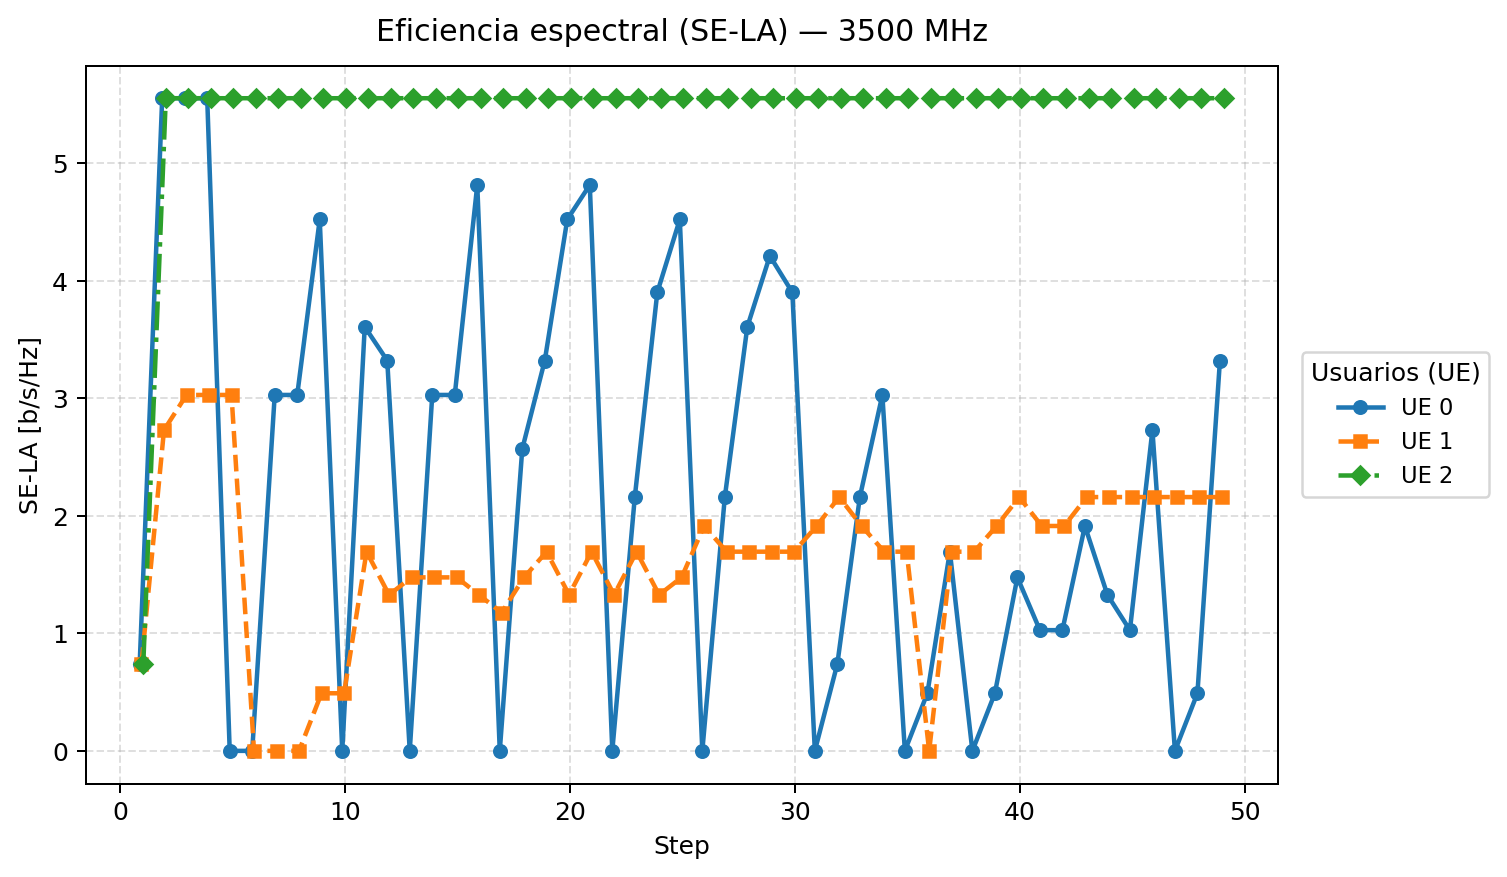 Eficiencia espectral (SE-LA) — 3500 MHz
SE-LA [b/s/Hz]
5
4
3
2
1
0
0 10 20 30 40 50
Step
Usuarios (UE)
UE 0
UE 1
UE 2